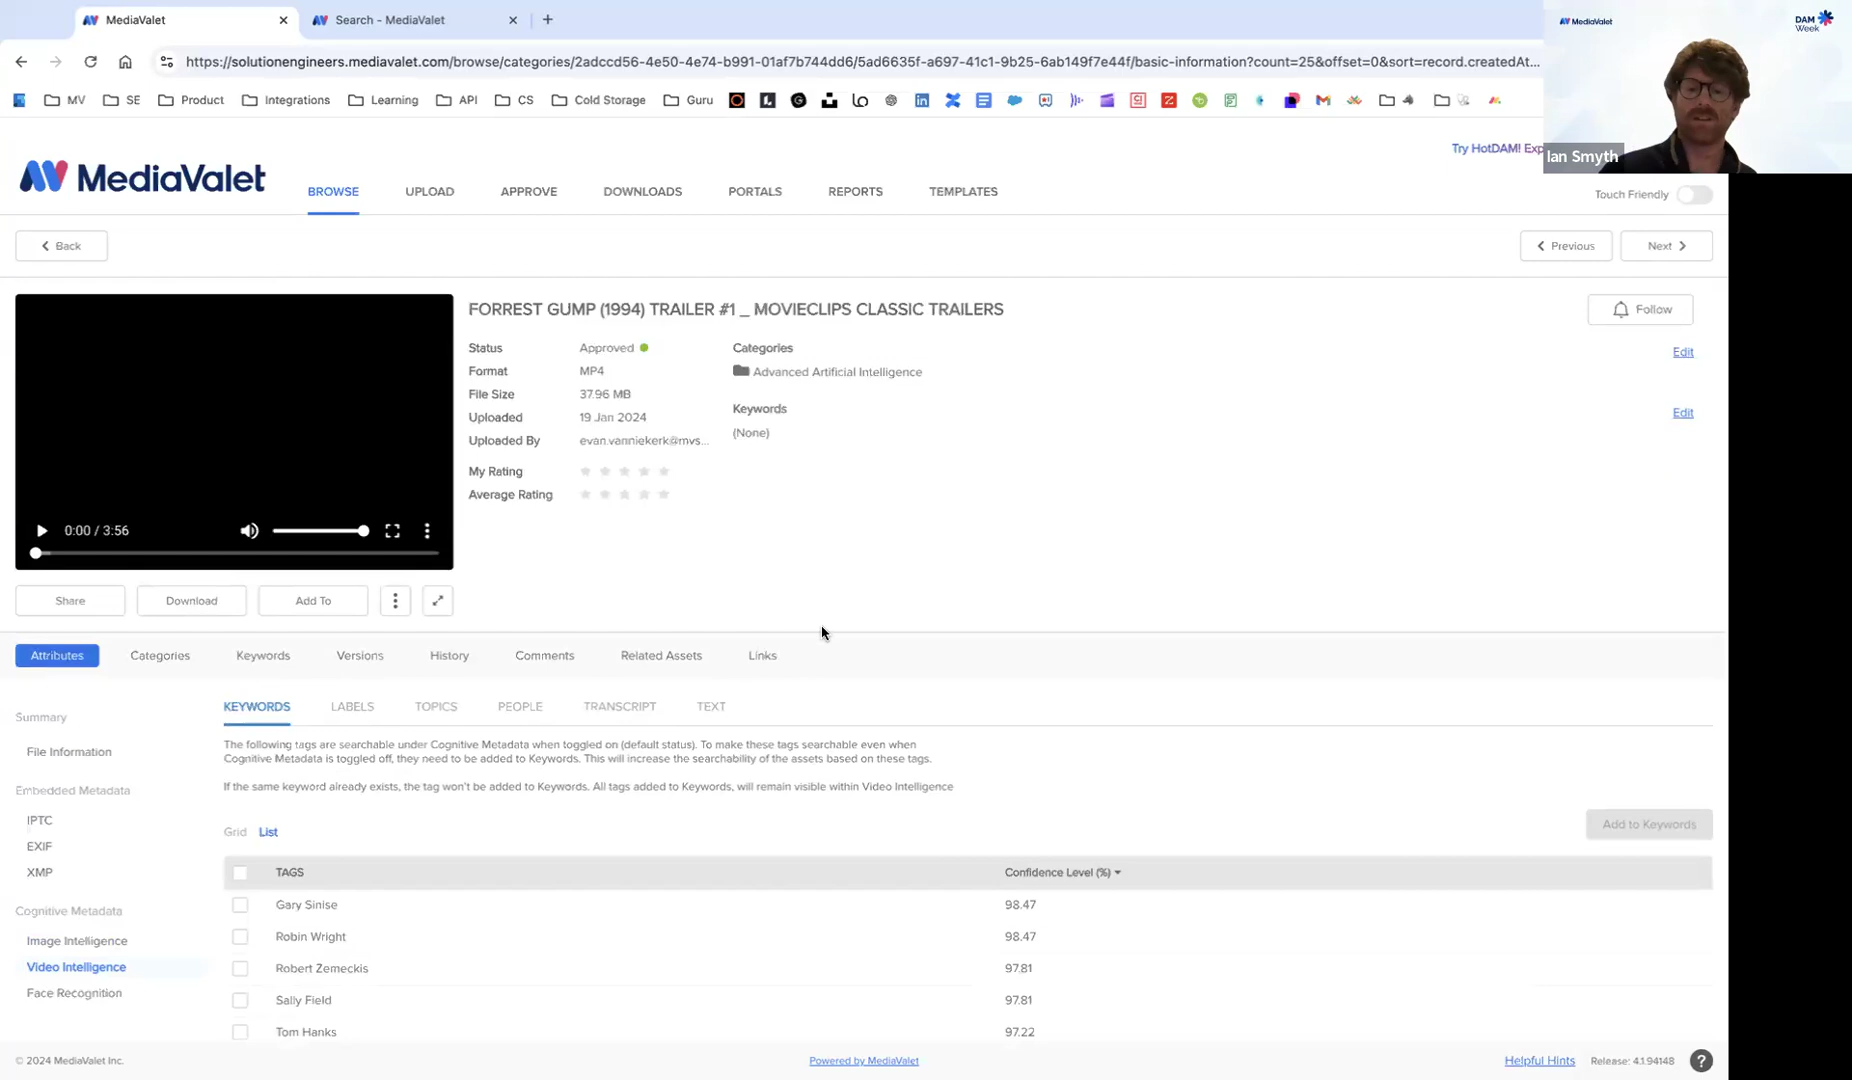 MediaValet
Search - MediaValet
https://solutionengineers.mediavalet.com/browse/categories/2adccd56-4e50-4e74-b991-01af7b744dd6/5ad6635f-a697-41c1-9b25-6ab149f7e44f/basic-information?count=25&offset=0&sort=record.createdAt...
MV SE Product Integrations Learning API CS Cold Storage Guru
MediaValet
DAM Week
Ian Smyth
Try HotDAM! Exp
MediaValet
BROWSE UPLOAD APPROVE DOWNLOADS PORTALS REPORTS TEMPLATES
Touch Friendly
Back
Previous Next
FORREST GUMP (1994) TRAILER #1 _ MOVIECLIPS CLASSIC TRAILERS
Follow
Status Approved
Format MP4
File Size 37.96 MB
Uploaded 19 Jan 2024
Uploaded By evan.vanniekerk@mvs...
My Rating
Average Rating
Categories Edit
Advanced Artificial Intelligence
Keywords Edit
(None)
0:00 / 3:56
Share Download Add To
Attributes Categories Keywords Versions History Comments Related Assets Links
Summary
File Information
Embedded Metadata
IPTC
EXIF
XMP
Cognitive Metadata
Image Intelligence
Video Intelligence
Face Recognition
KEYWORDS LABELS TOPICS PEOPLE TRANSCRIPT TEXT
The following tags are searchable under Cognitive Metadata when toggled on (default status). To make these tags searchable even when
Cognitive Metadata is toggled off, they need to be added to Keywords. This will increase the searchability of the assets based on these tags.
If the same keyword already exists, the tag won't be added to Keywords. All tags added to Keywords, will remain visible within Video Intelligence
Grid List
Add to Keywords
TAGS Confidence Level (%)
Gary Sinise 98.47
Robin Wright 98.47
Robert Zemeckis 97.81
Sally Field 97.81
Tom Hanks 97.22
© 2024 MediaValet Inc.
Powered by MediaValet
Helpful Hints
Release: 4.1.94148
?